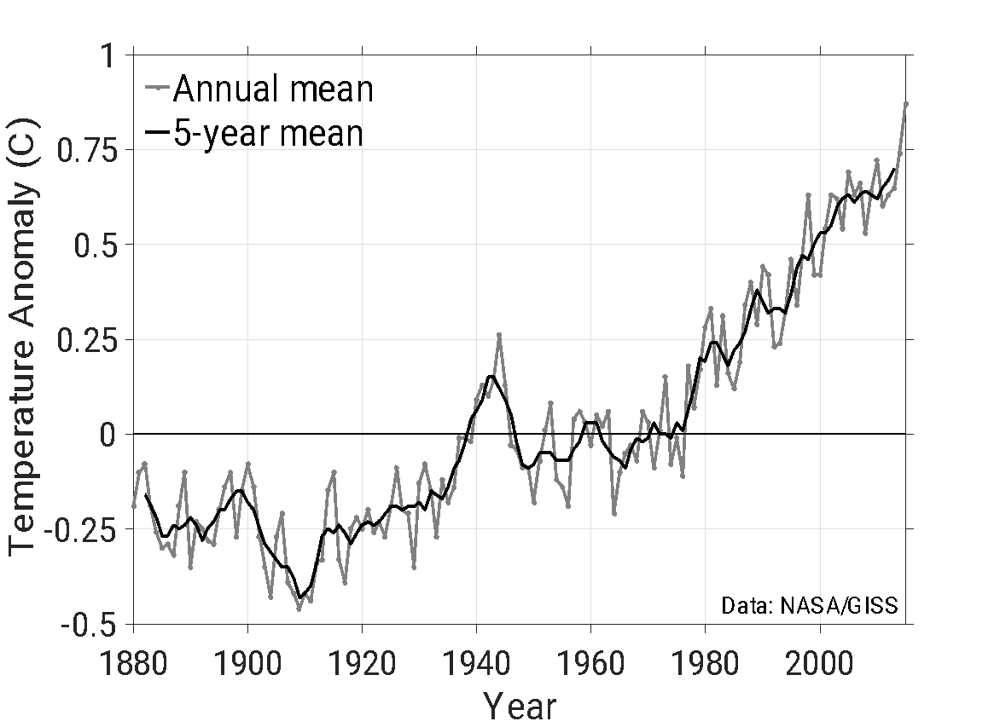 1
Annual mean
5-year mean
0.75
0.5
0.25
0
-0.25
-0.5
Temperature Anomaly (C)
Data: NASA/GISS
1880 1900 1920 1940 1960 1980 2000
Year